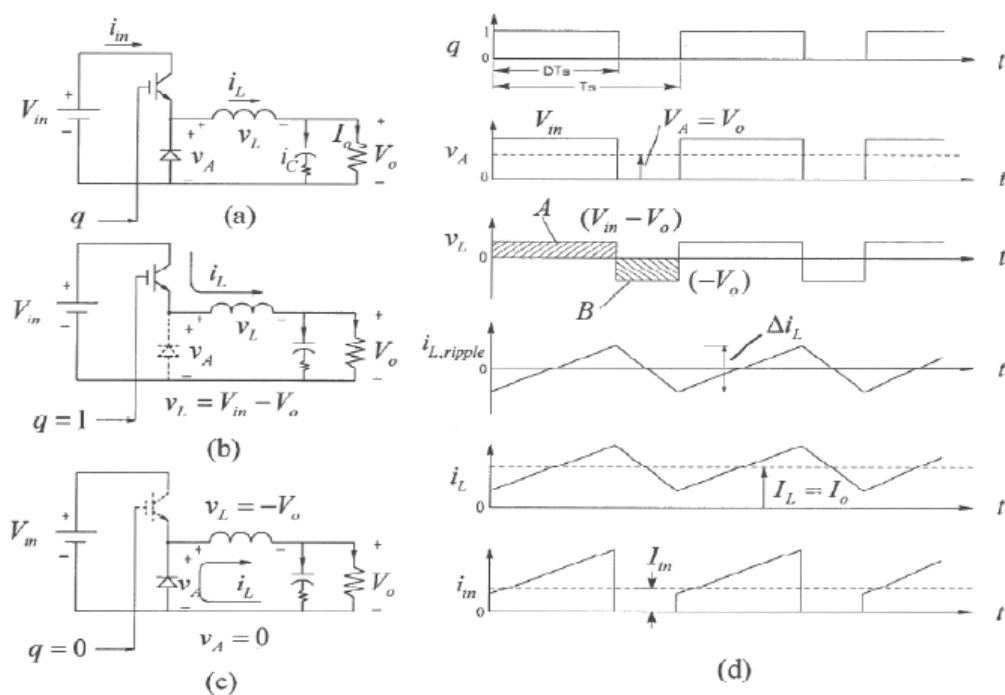 i_in
+
V_in
−
i_L
+ −
v_L
+
v_A
−
i_C
I_o
+
V_o
−
q
(a)
+
V_in
−
i_L
+ −
v_L
+
v_A
−
+
V_o
−
q = 1
v_L = V_in − V_o
(b)
+
V_in
−
v_L = −V_o
+ −
+
v_A
−
i_L
+
V_o
−
q = 0
v_A = 0
(c)
q
1
0
t
DTs
Ts
v_A
V_in
V_A = V_o
0
t
v_L
A
(V_in − V_o)
0
t
(−V_o)
B
i_L,ripple
Δi_L
0
t
i_L
I_L = I_o
0
t
i_in
I_in
0
t
(d)